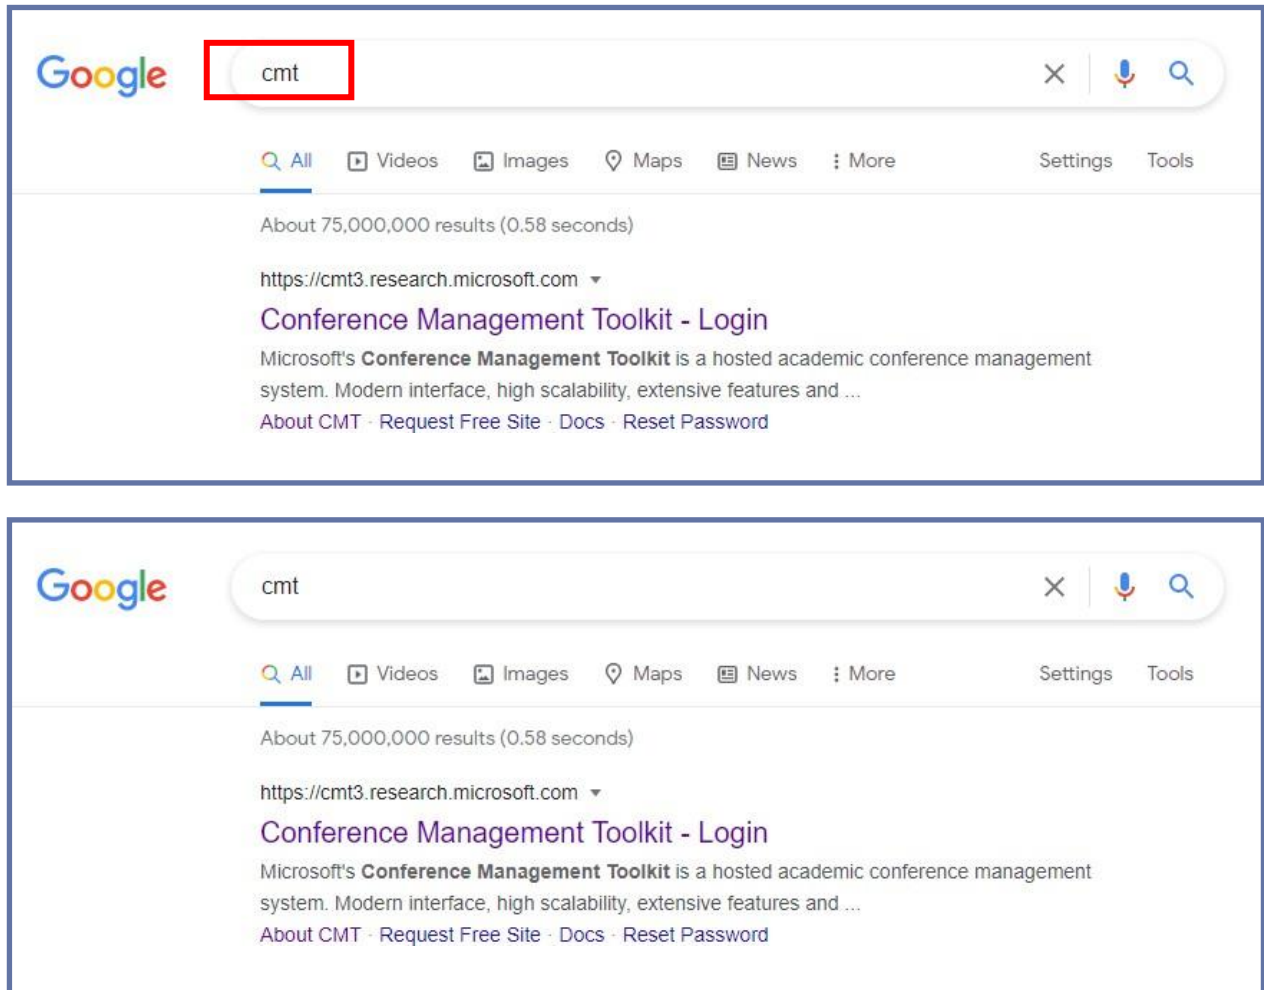 Google cmt
All Videos Images Maps News More Settings Tools
About 75,000,000 results (0.58 seconds)
https://cmt3.research.microsoft.com
Conference Management Toolkit - Login
Microsoft's Conference Management Toolkit is a hosted academic conference management
system. Modern interface, high scalability, extensive features and ...
About CMT · Request Free Site · Docs · Reset Password
Google cmt
All Videos Images Maps News More Settings Tools
About 75,000,000 results (0.58 seconds)
https://cmt3.research.microsoft.com
Conference Management Toolkit - Login
Microsoft's Conference Management Toolkit is a hosted academic conference management
system. Modern interface, high scalability, extensive features and ...
About CMT · Request Free Site · Docs · Reset Password